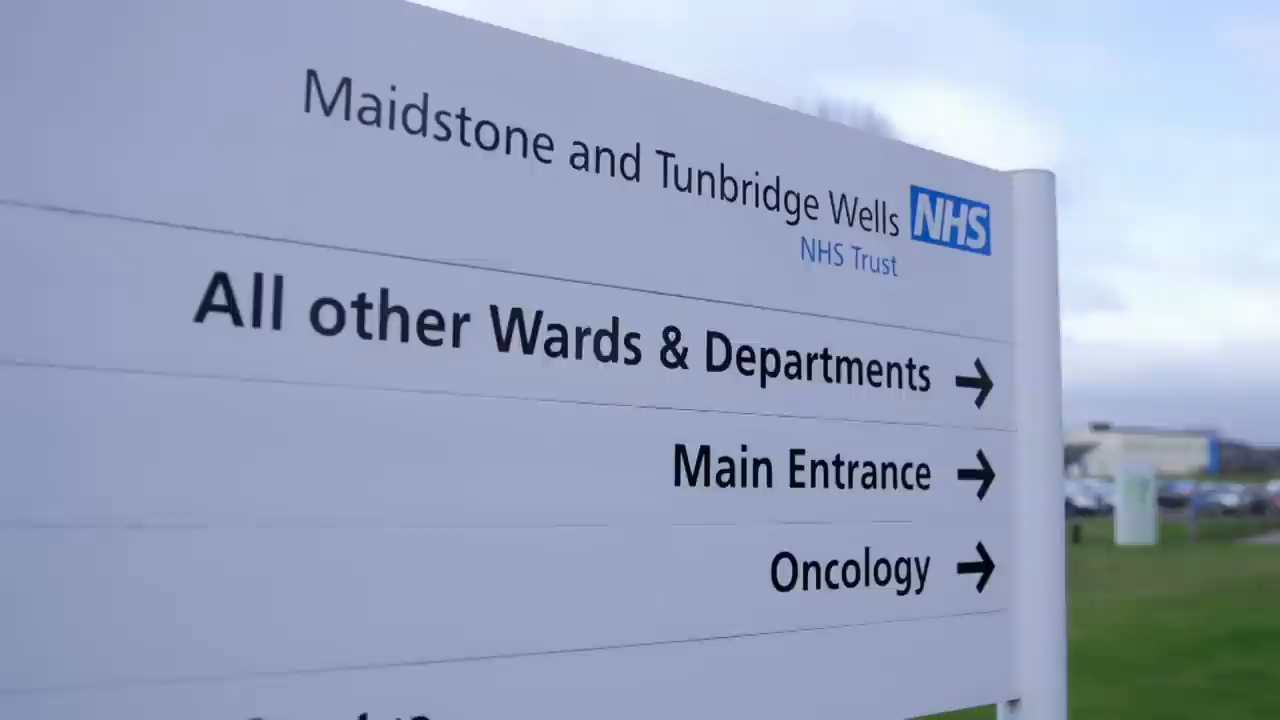 Maidstone and Tunbridge Wells NHS
NHS Trust
All other Wards & Departments →
Main Entrance →
Oncology →